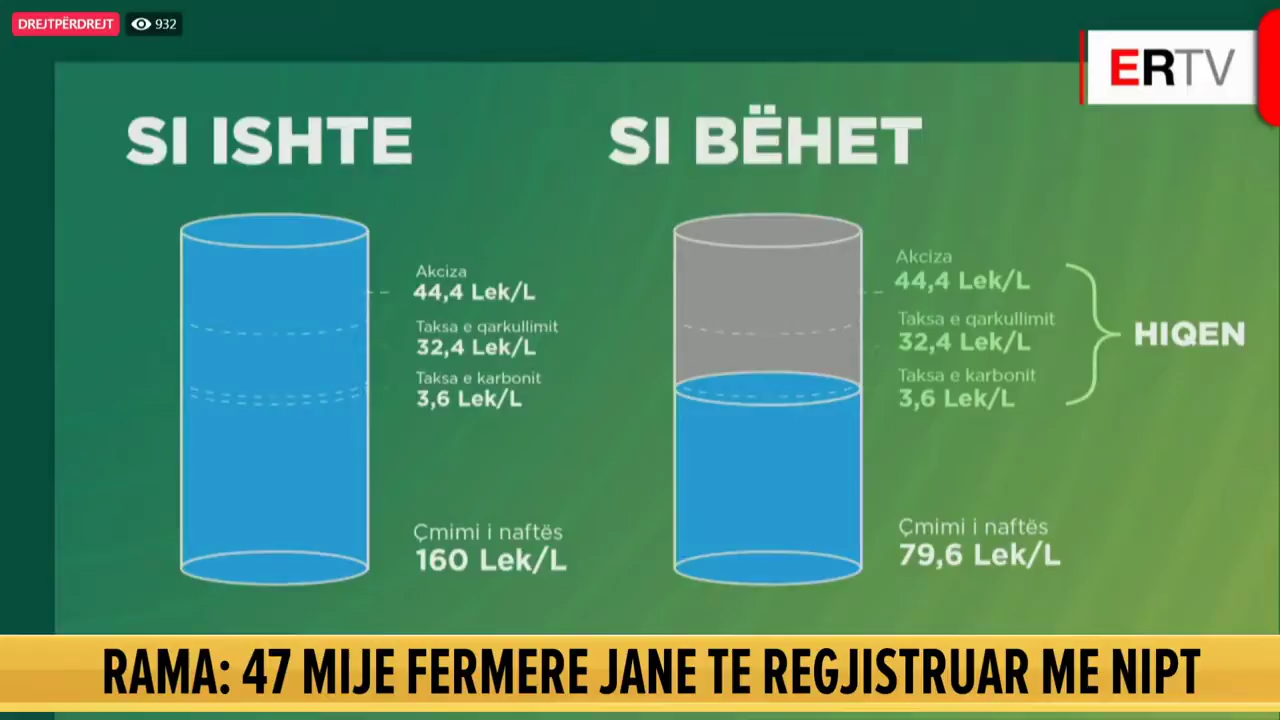 DREJTPËRDREJT
932
ERTV
SI ISHTE
Akciza
44,4 Lek/L
Taksa e qarkullimit
32,4 Lek/L
Taksa e karbonit
3,6 Lek/L
Çmimi i naftës
160 Lek/L
SI BËHET
Akciza
44,4 Lek/L
Taksa e qarkullimit
32,4 Lek/L
Taksa e karbonit
3,6 Lek/L
HIQEN
Çmimi i naftës
79,6 Lek/L
RAMA: 47 MIJE FERMERE JANE TE REGJISTRUAR ME NIPT